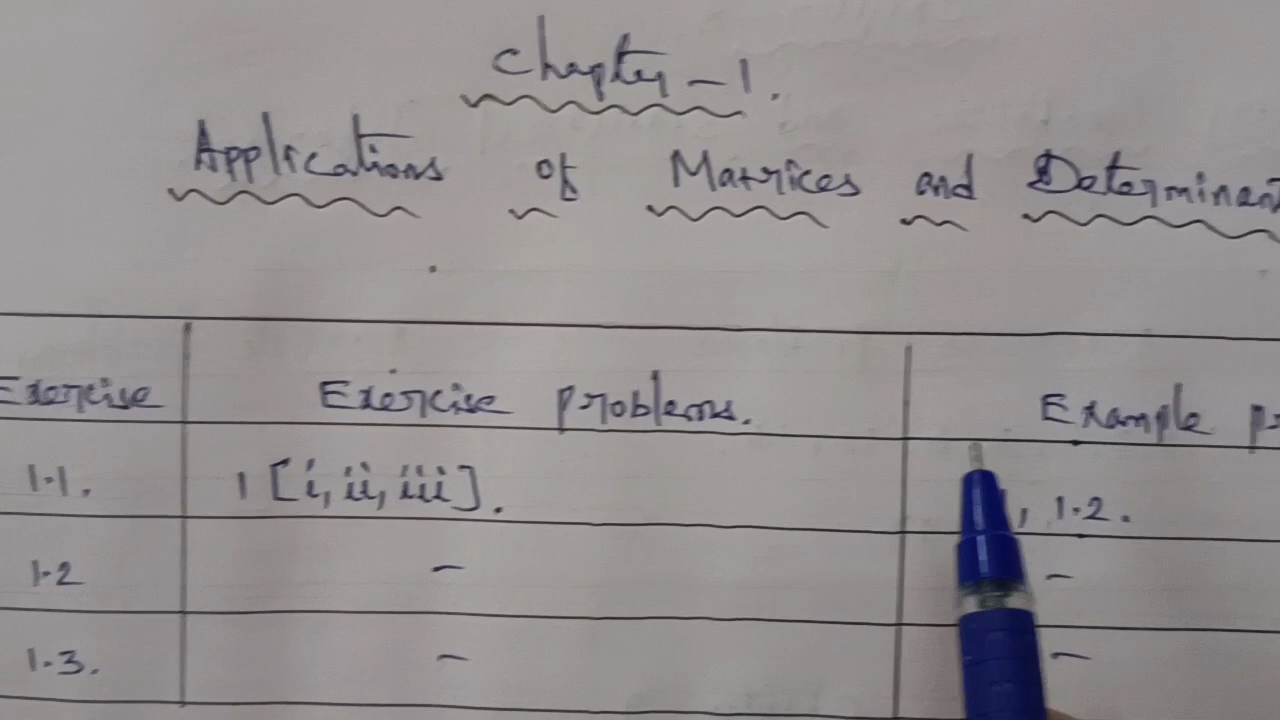 Chapter - 1.
Applications of Matrices and Determinant
Exercise Exercise problems. Example
1.1. 1 [i, ii, iii]. , 1.2.
1.2 - -
1.3. - -